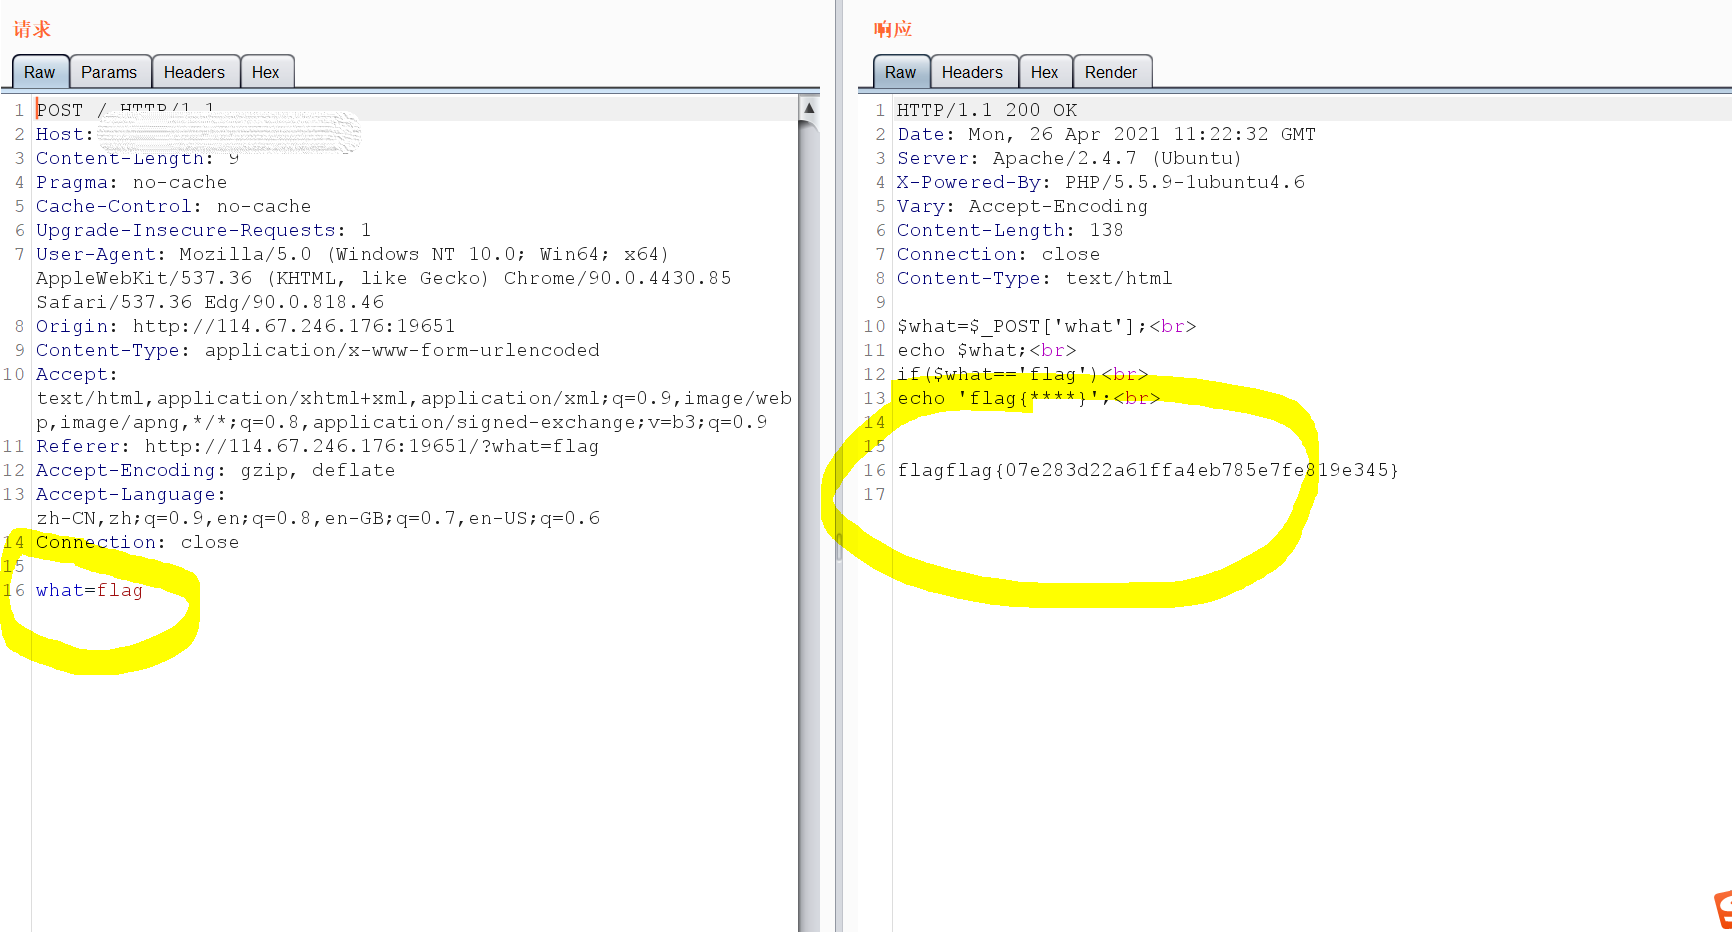 请求
Raw Params Headers Hex
1 POST / HTTP/1.1
2 Host:
3 Content-Length: 9
4 Pragma: no-cache
5 Cache-Control: no-cache
6 Upgrade-Insecure-Requests: 1
7 User-Agent: Mozilla/5.0 (Windows NT 10.0; Win64; x64)
AppleWebKit/537.36 (KHTML, like Gecko) Chrome/90.0.4430.85
Safari/537.36 Edg/90.0.818.46
8 Origin: http://114.67.246.176:19651
9 Content-Type: application/x-www-form-urlencoded
10 Accept:
text/html,application/xhtml+xml,application/xml;q=0.9,image/web
p,image/apng,*/*;q=0.8,application/signed-exchange;v=b3;q=0.9
11 Referer: http://114.67.246.176:19651/?what=flag
12 Accept-Encoding: gzip, deflate
13 Accept-Language:
zh-CN,zh;q=0.9,en;q=0.8,en-GB;q=0.7,en-US;q=0.6
14 Connection: close
15
16 what=flag
响应
Raw Headers Hex Render
1 HTTP/1.1 200 OK
2 Date: Mon, 26 Apr 2021 11:22:32 GMT
3 Server: Apache/2.4.7 (Ubuntu)
4 X-Powered-By: PHP/5.5.9-1ubuntu4.6
5 Vary: Accept-Encoding
6 Content-Length: 138
7 Connection: close
8 Content-Type: text/html
9
10 $what=$_POST['what'];<br>
11 echo $what;<br>
12 if($what=='flag')<br>
13 echo 'flag{****}';<br>
14
15
16 flagflag{07e283d22a61ffa4eb785e7fe819e345}
17